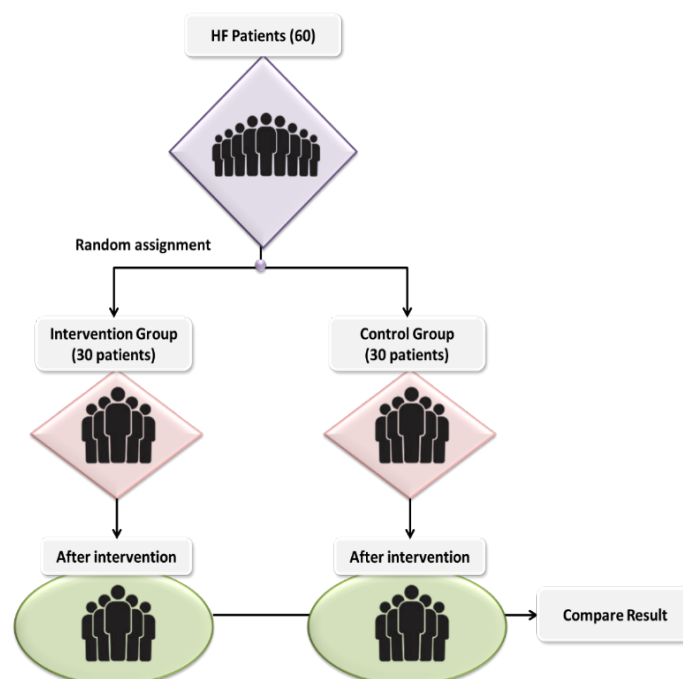 HF Patients (60)
Random assignment
Intervention Group
(30 patients)
Control Group
(30 patients)
After intervention
After intervention
Compare Result